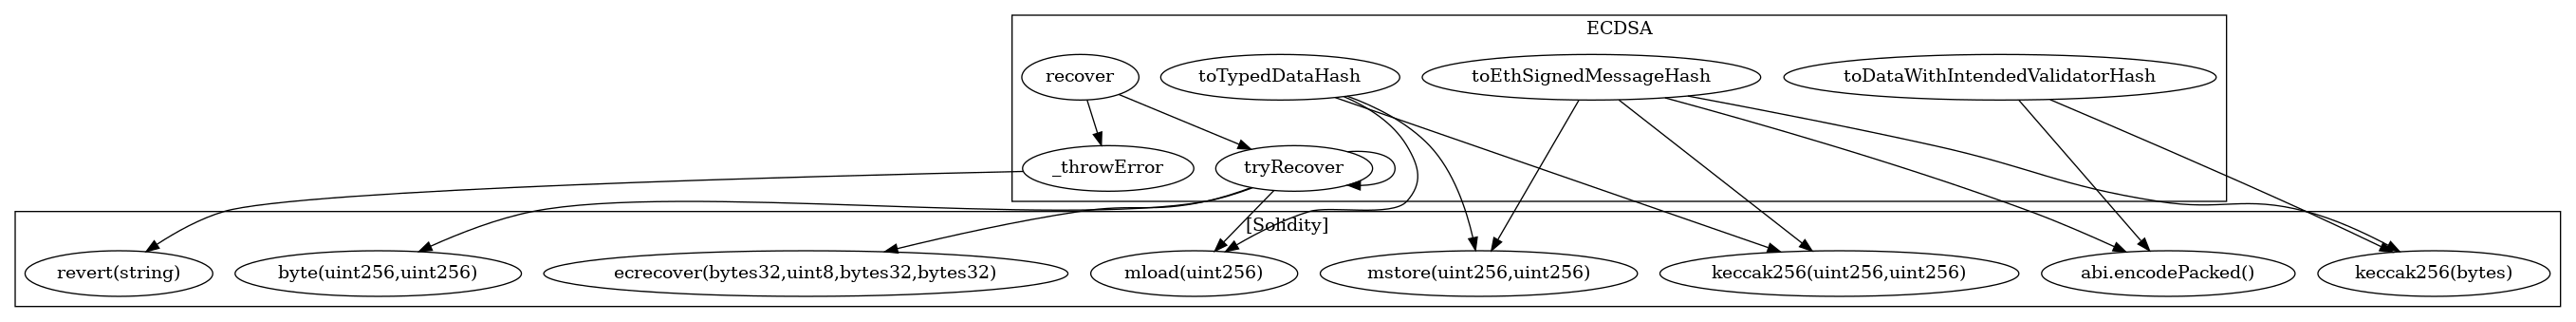 ECDSA
recover
toTypedDataHash
toEthSignedMessageHash
toDataWithIntendedValidatorHash
_throwError
tryRecover
[Solidity]
revert(string)
byte(uint256,uint256)
ecrecover(bytes32,uint8,bytes32,bytes32)
mload(uint256)
mstore(uint256,uint256)
keccak256(uint256,uint256)
abi.encodePacked()
keccak256(bytes)